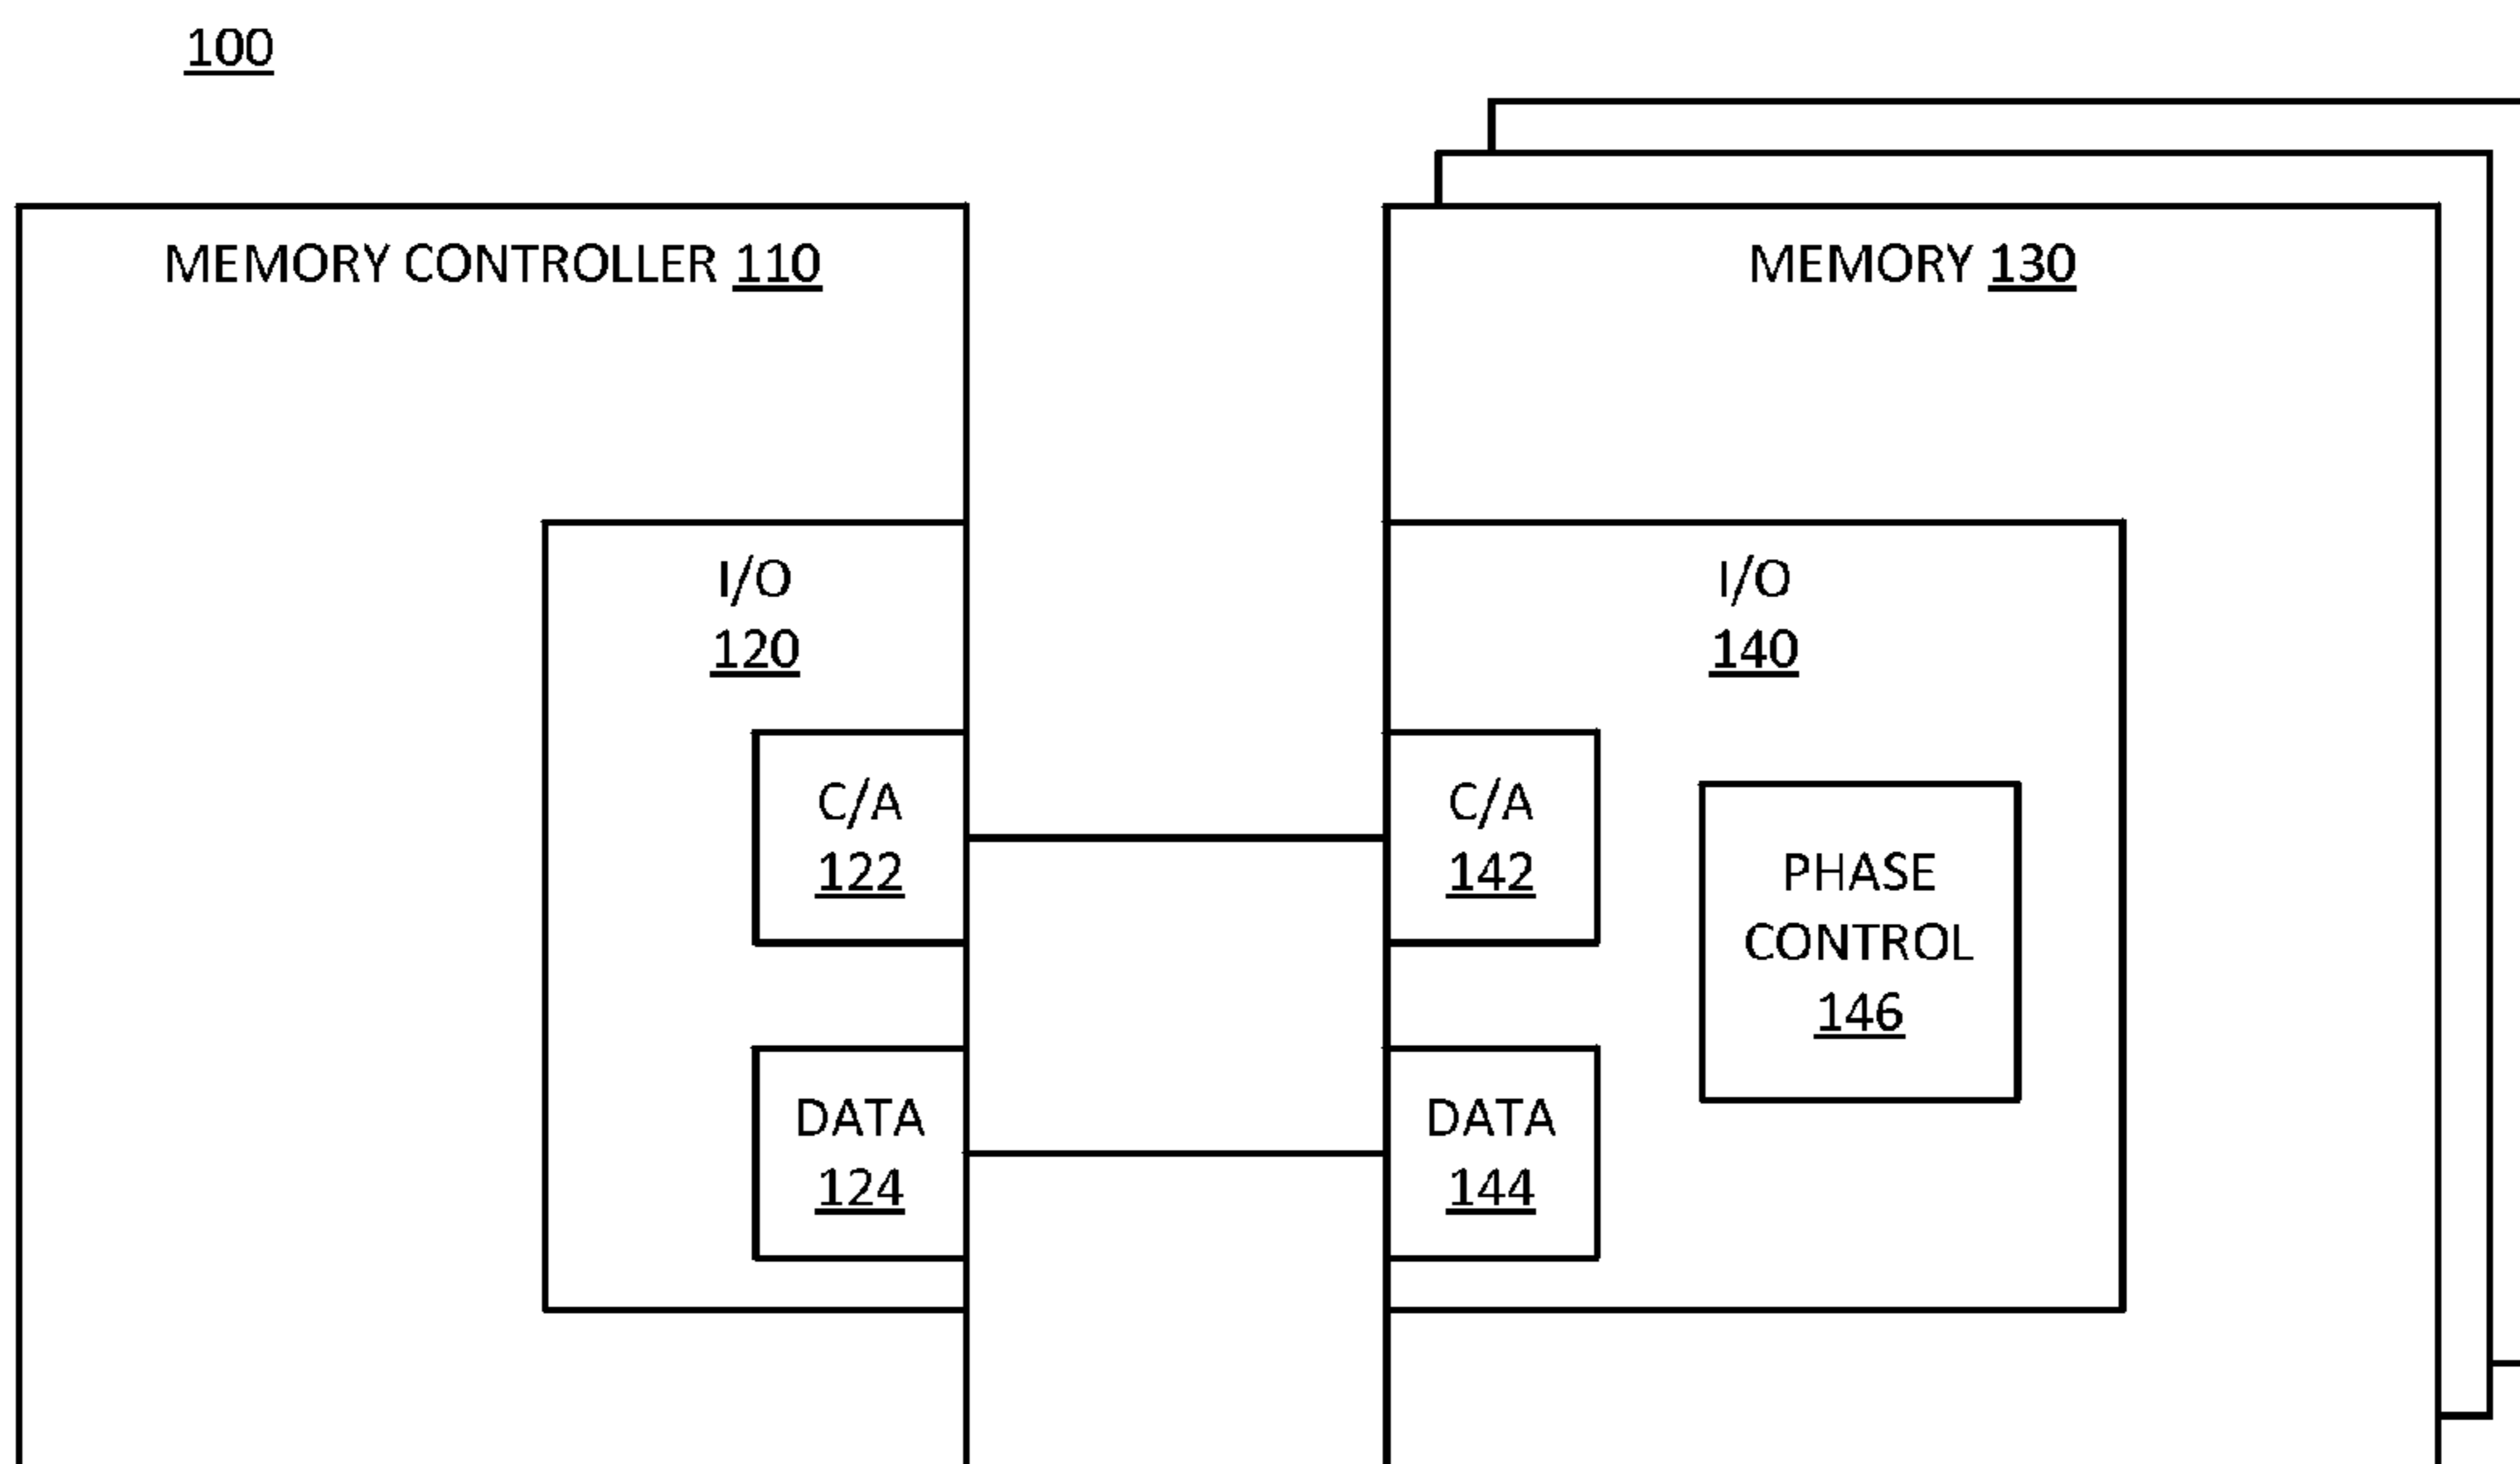 100
MEMORY CONTROLLER 110
MEMORY 130
I/O
120
I/O
140
C/A
122
C/A
142
PHASE
CONTROL
146
DATA
124
DATA
144